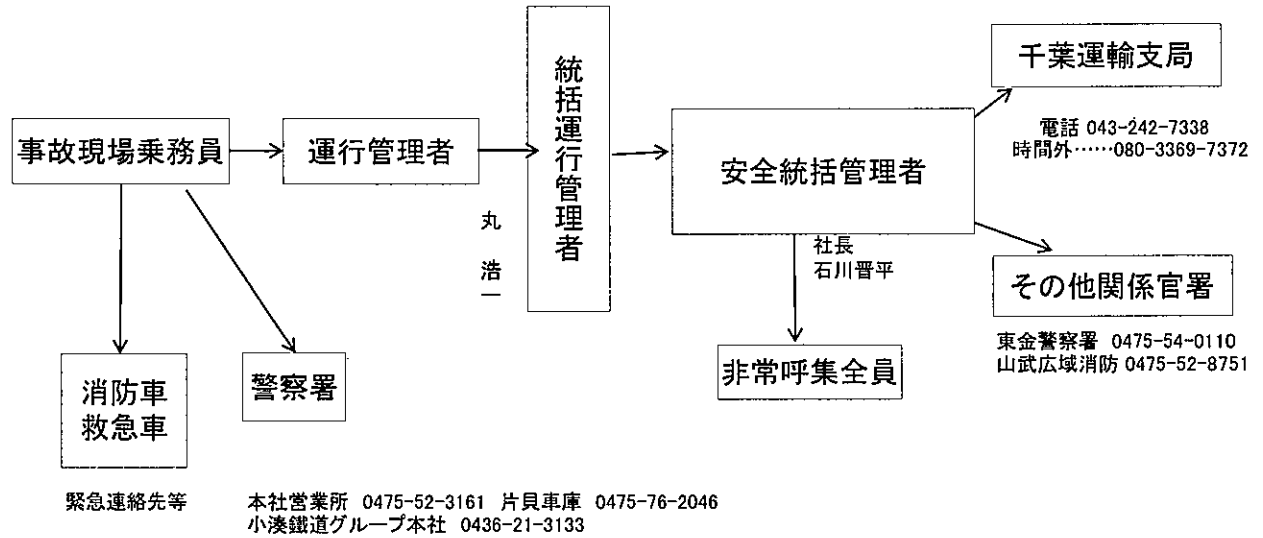 事故現場乗務員
運行管理者
丸 浩一
統括運行管理者
安全統括管理者
社長
石川晋平
千葉運輸支局
電話 043-242-7338
時間外……080-3369-7372
その他関係官署
東金警察署 0475-54-0110
山武広域消防 0475-52-8751
消防車
救急車
警察署
非常呼集全員
緊急連絡先等
本社営業所 0475-52-3161 片貝車庫 0475-76-2046
小湊鐵道グループ本社 0436-21-3133